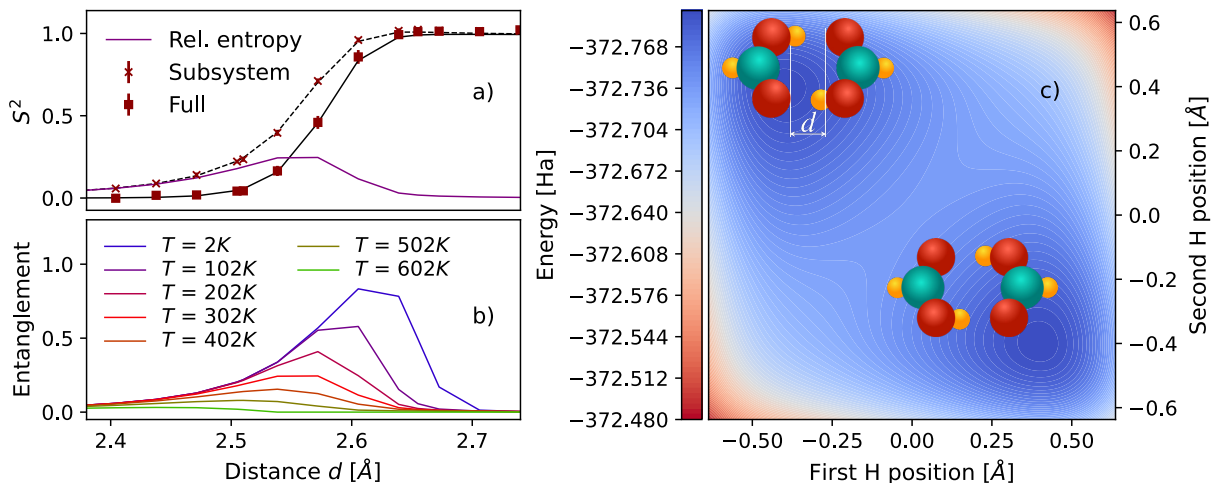 1.0
0.5
0.0
S²
Rel. entropy
Subsystem
Full
a)
1.0
0.5
0.0
Entanglement
T = 2K
T = 102K
T = 202K
T = 302K
T = 402K
T = 502K
T = 602K
b)
2.4 2.5 2.6 2.7
Distance d [Å]
Energy [Ha]
−372.768
−372.736
−372.704
−372.672
−372.640
−372.608
−372.576
−372.544
−372.512
−372.480
c)
d
−0.50 −0.25 0.00 0.25 0.50
First H position [Å]
0.6
0.4
0.2
0.0
−0.2
−0.4
−0.6
Second H position [Å]